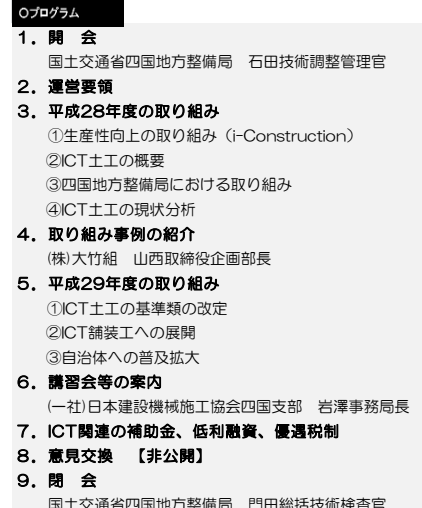 ○プログラム
1．開　会
国土交通省四国地方整備局　石田技術調整管理官
2．運営要領
3．平成28年度の取り組み
①生産性向上の取り組み（i-Construction）
②ICT土工の概要
③四国地方整備局における取り組み
④ICT土工の現状分析
4．取り組み事例の紹介
(株)大竹組　山西取締役企画部長
5．平成29年度の取り組み
①ICT土工の基準類の改定
②ICT舗装工への展開
③自治体への普及拡大
6．講習会等の案内
(一社)日本建設機械施工協会四国支部　岩澤事務局長
7．ICT関連の補助金、低利融資、優遇税制
8．意見交換　【非公開】
9．閉　会
国土交通省四国地方整備局　門田総括技術検査官